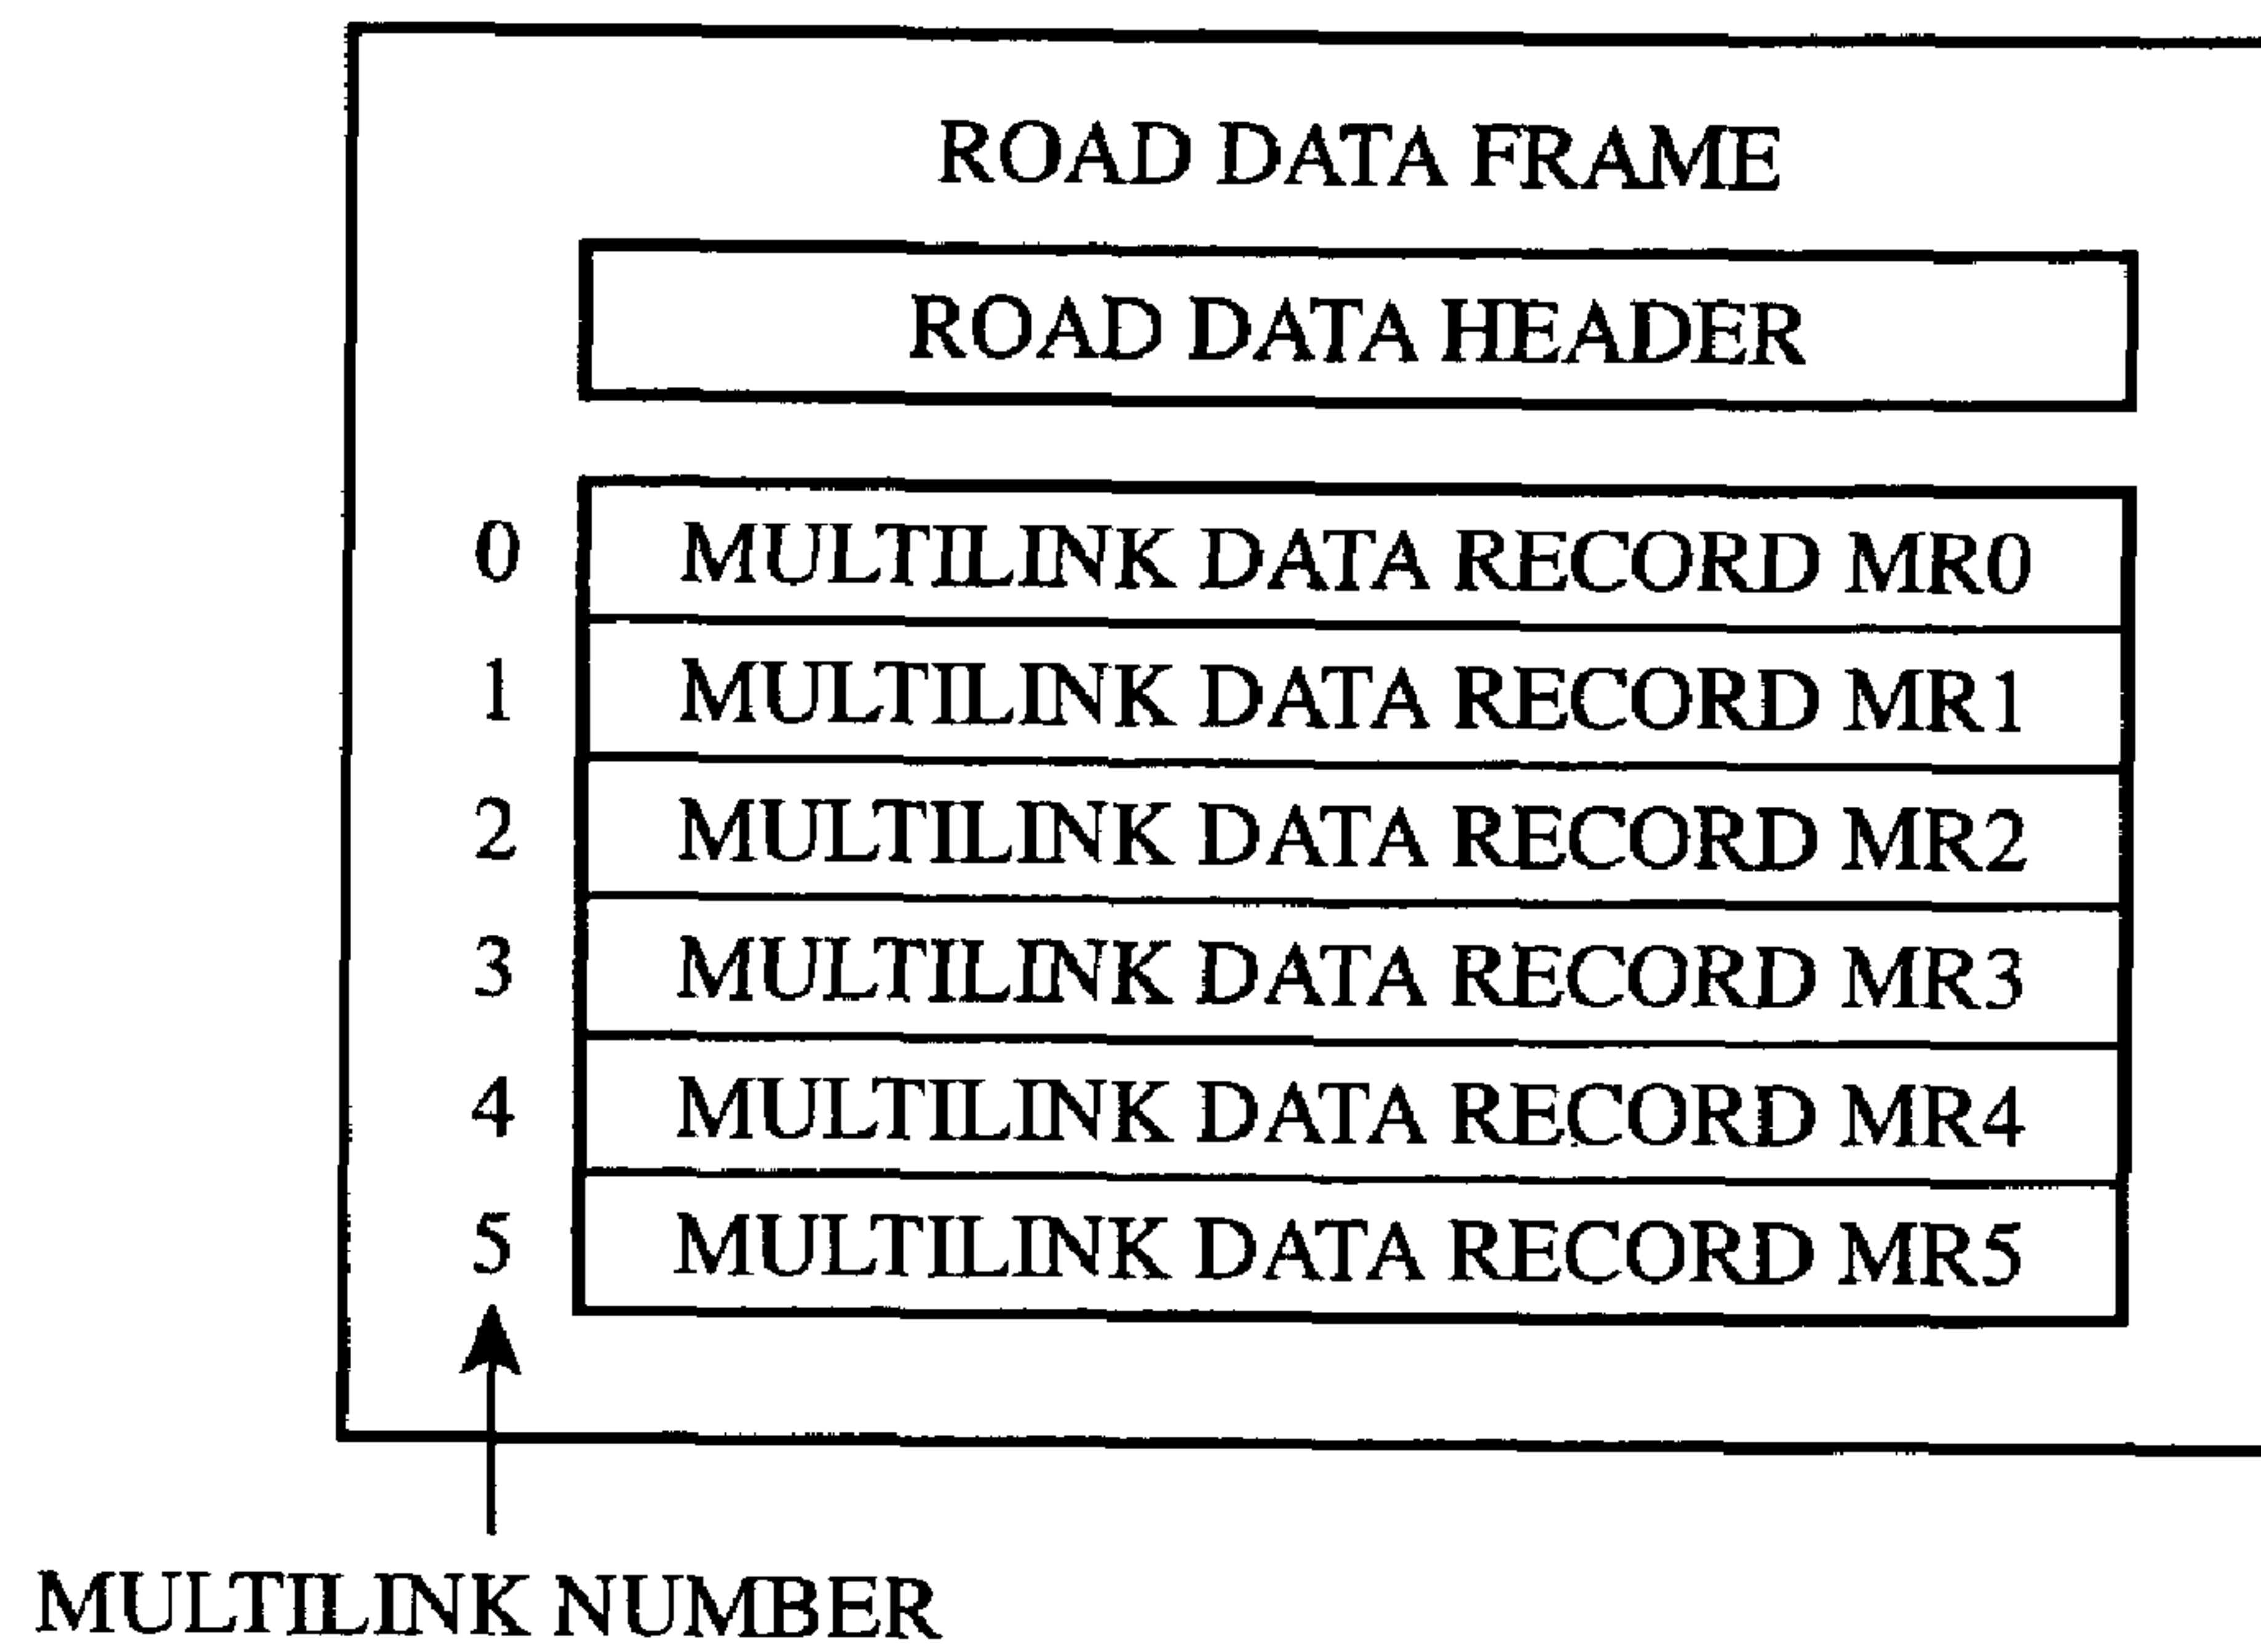 ROAD DATA FRAME
ROAD DATA HEADER
0 MULTILINK DATA RECORD MR0
1 MULTILINK DATA RECORD MR1
2 MULTILINK DATA RECORD MR2
3 MULTILINK DATA RECORD MR3
4 MULTILINK DATA RECORD MR4
5 MULTILINK DATA RECORD MR5
MULTILINK NUMBER